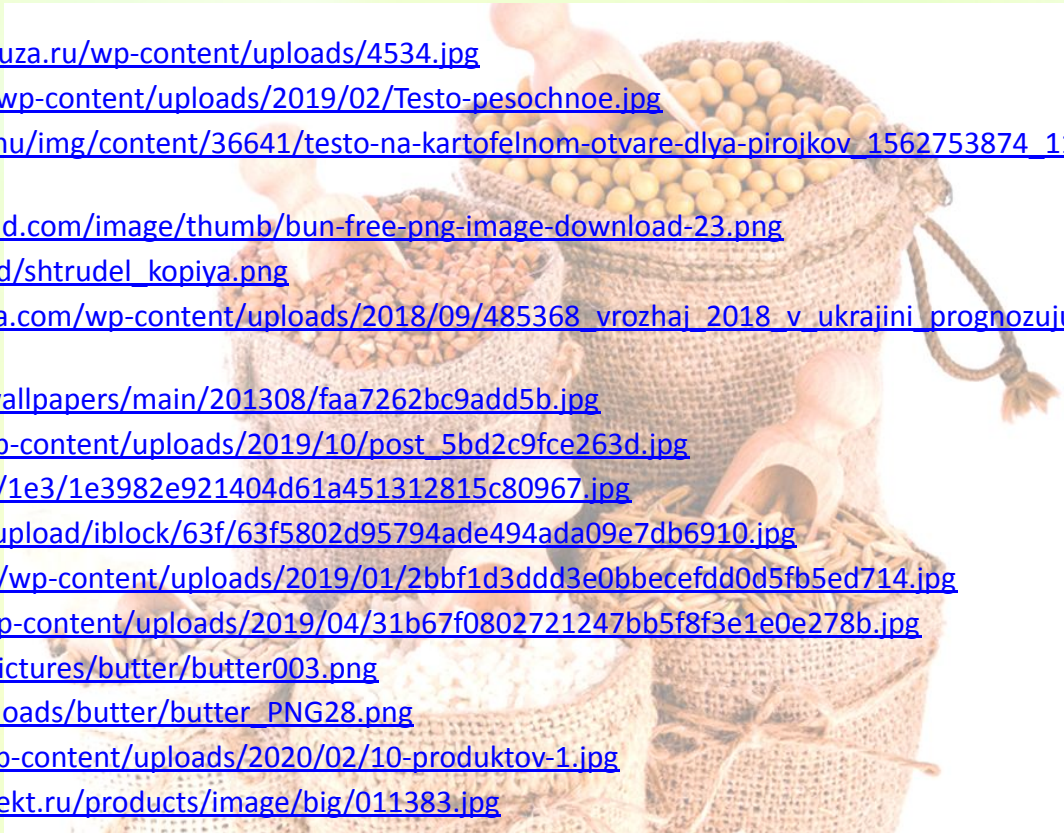 uza.ru/wp-content/uploads/4534.jpg
wp-content/uploads/2019/02/Testo-pesochnoe.jpg
nu/img/content/36641/testo-na-kartofelnom-otvare-dlya-pirojkov_1562753874_1
d.com/image/thumb/bun-free-png-image-download-23.png
d/shtrudel_kopiya.png
a.com/wp-content/uploads/2018/09/485368_vrozhaj_2018_v_ukrajini_prognozuju
allpapers/main/201308/faa7262bc9add5b.jpg
p-content/uploads/2019/10/post_5bd2c9fce263d.jpg
/1e3/1e3982e921404d61a451312815c80967.jpg
upload/iblock/63f/63f5802d95794ade494ada09e7db6910.jpg
/wp-content/uploads/2019/01/2bbf1d3ddd3e0bbecefdd0d5fb5ed714.jpg
p-content/uploads/2019/04/31b67f0802721247bb5f8f3e1e0e278b.jpg
ictures/butter/butter003.png
oads/butter/butter_PNG28.png
p-content/uploads/2020/02/10-produktov-1.jpg
ekt.ru/products/image/big/011383.jpg